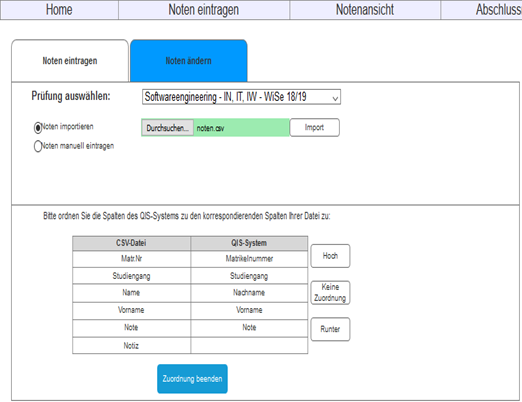 Home Noten eintragen Notenansicht Abschluss
Noten eintragen Noten ändern
Prüfung auswählen: Softwareengineering - IN, IT, IW - WiSe 18/19
Noten importieren Durchsuchen... noten.csv Import
Noten manuell eintragen
Bitte ordnen Sie die Spalten des QIS-Systems zu den korrespondierenden Spalten Ihrer Datei zu:
CSV-Datei QIS-System
Matr.Nr Matrikelnummer Hoch
Studiengang Studiengang
Name Nachname Keine
Zuordnung
Vorname Vorname
Note Note Runter
Notiz
Zuordnung beenden